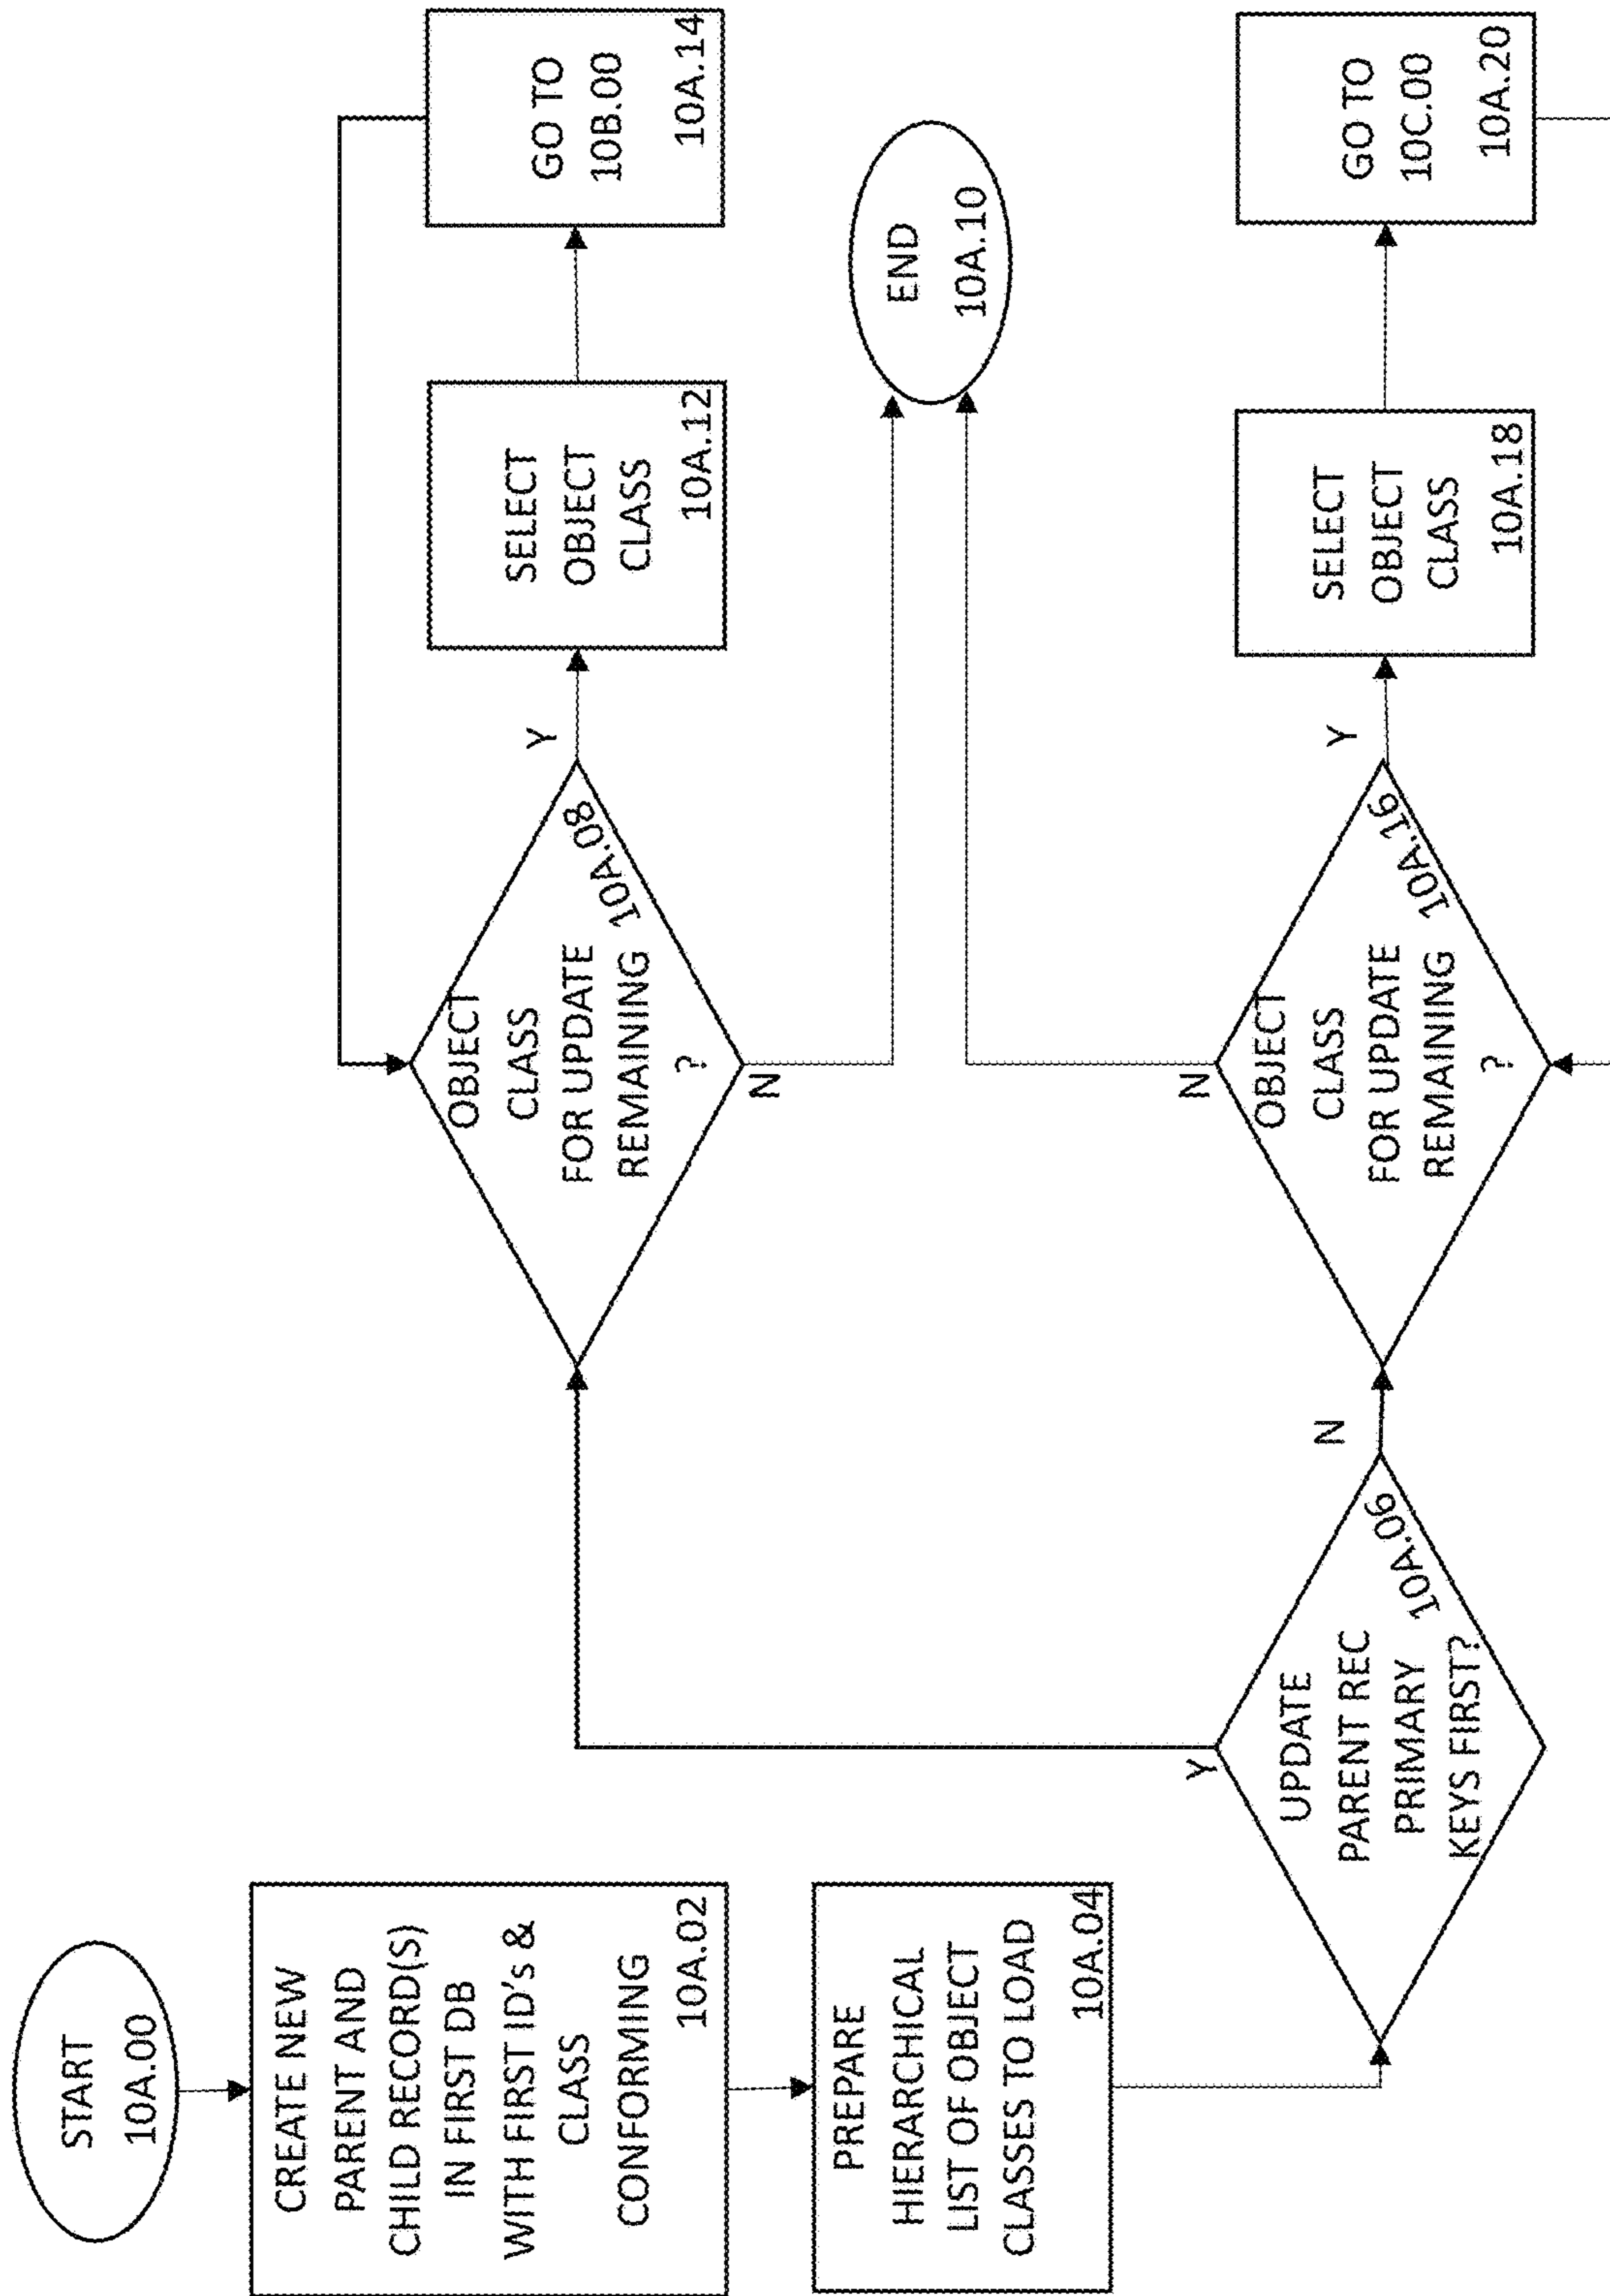 START
10A.00
CREATE NEW
PARENT AND
CHILD RECORD(S)
IN FIRST DB
WITH FIRST ID's &
CLASS
CONFORMING
10A.02
PREPARE
HIERARCHICAL
LIST OF OBJECT
CLASSES TO LOAD
10A.04
UPDATE
PARENT REC
PRIMARY
KEYS FIRST?
10A.06
Y
N
OBJECT
CLASS
FOR UPDATE
REMAINING
?
10A.08
Y
N
SELECT
OBJECT
CLASS
10A.12
GO TO
10B.00
10A.14
END
10A.10
OBJECT
CLASS
FOR UPDATE
REMAINING
?
10A.16
N
Y
SELECT
OBJECT
CLASS
10A.18
GO TO
10C.00
10A.20